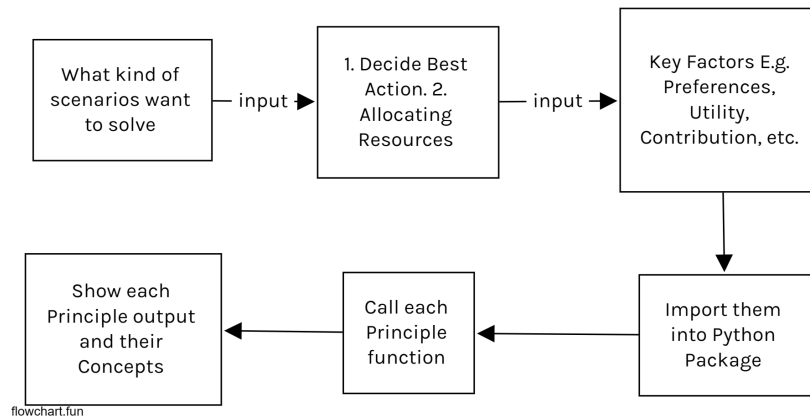 What kind of
scenarios want
to solve
input
1. Decide Best
Action. 2.
Allocating
Resources
input
Key Factors E.g.
Preferences,
Utility,
Contribution, etc.
Import them
into Python
Package
Call each
Principle
function
Show each
Principle output
and their
Concepts
flowchart.fun